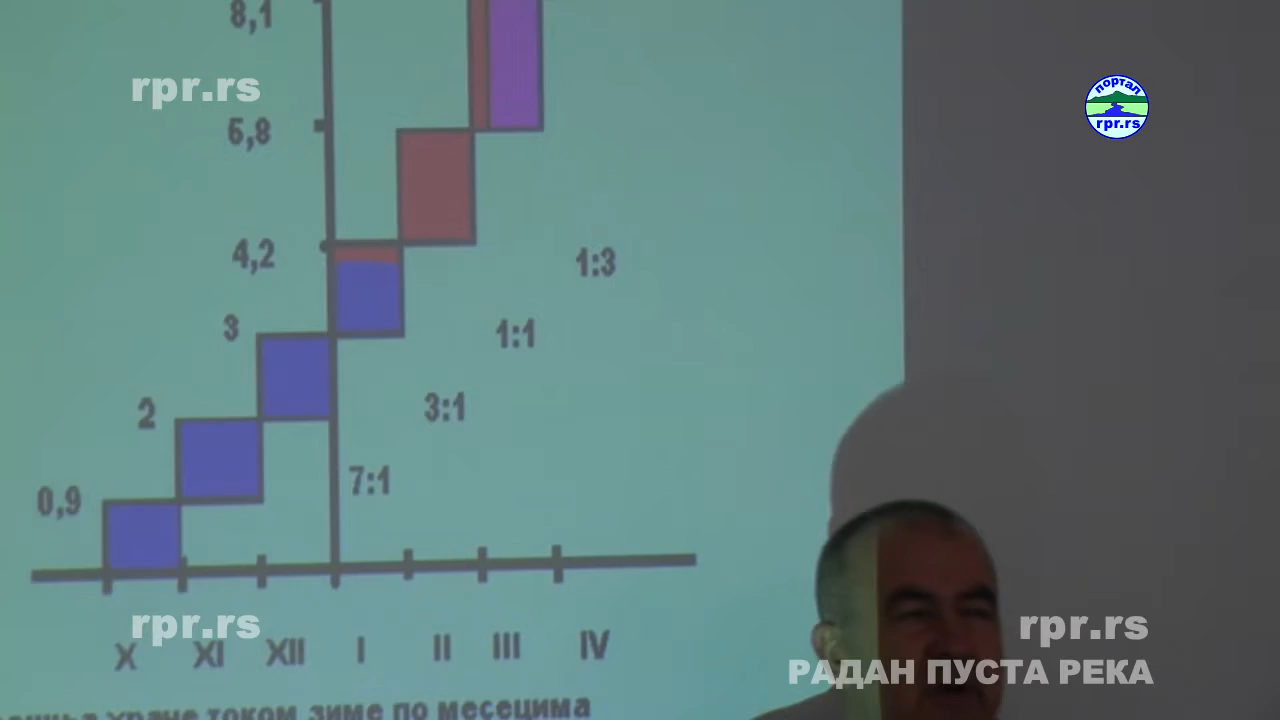 8,1
rpr.rs
портал
rpr.rs
6,8
4,2
1:3
3
1:1
2
3:1
7:1
0,9
rpr.rs
rpr.rs
X XI XII I II III IV
РАДАН ПУСТА РЕКА
хране током зиме по месецима